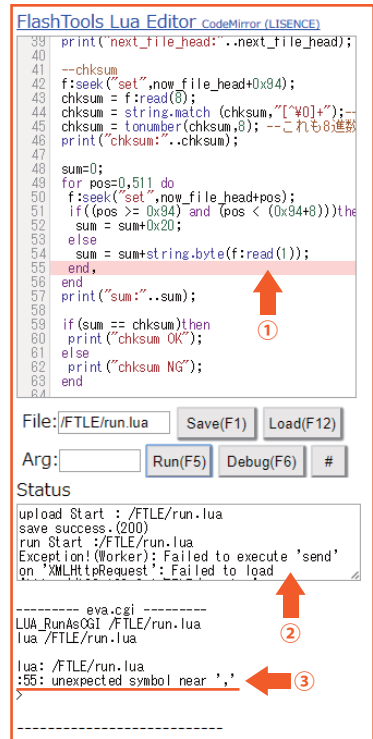 FlashTools Lua Editor CodeMirror (LISENCE)
39 print("next_file_head:"..next_file_head);
40
41 --chksum
42 f:seek("set",now_file_head+0x94);
43 chksum = f:read(8);
44 chksum = string.match (chksum,"[^¥0]+");--
45 chksum = tonumber(chksum,8); --これも8進数
46 print("chksum:"..chksum);
47
48 sum=0;
49 for pos=0,511 do
50 f:seek("set",now_file_head+pos);
51 if((pos >= 0x94) and (pos < (0x94+8)))the
52 sum = sum+0x20;
53 else
54 sum = sum+string.byte(f:read(1));
55 end,
56 end
57 print("sum:"..sum);
58
59 if(sum == chksum)then
60 print("chksum OK");
61 else
62 print("chksum NG");
63 end
64
①
File: /FTLE/run.lua Save(F1) Load(F12)
Arg: Run(F5) Debug(F6) #
Status
upload Start : /FTLE/run.lua
save success.(200)
run Start :/FTLE/run.lua
Exception!(Worker): Failed to execute 'send'
on 'XMLHttpRequest': Failed to load
②
--------- eva.cgi --------
LUA_RunAsCGI /FTLE/run.lua
lua /FTLE/run.lua
lua: /FTLE/run.lua
:55: unexpected symbol near ','
③
>
---------------------------